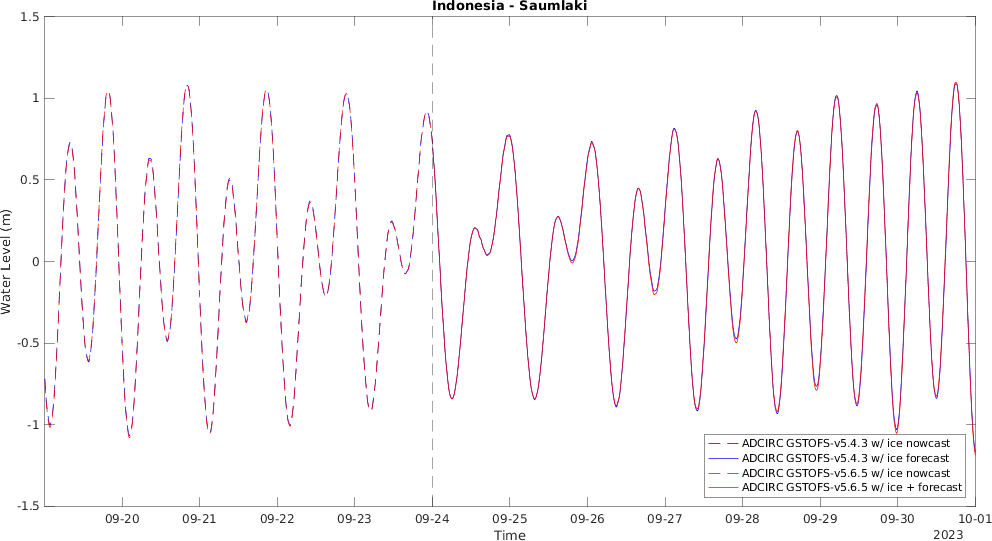 Indonesia - Saumlaki
1.5
1
0.5
0
-0.5
-1
-1.5
Water Level (m)
ADCIRC GSTOFS-v5.4.3 w/ ice nowcast
ADCIRC GSTOFS-v5.4.3 w/ ice forecast
ADCIRC GSTOFS-v5.6.5 w/ ice nowcast
ADCIRC GSTOFS-v5.6.5 w/ ice + forecast
09-20 09-21 09-22 09-23 09-24 09-25 09-26 09-27 09-28 09-29 09-30 10-01
Time
2023